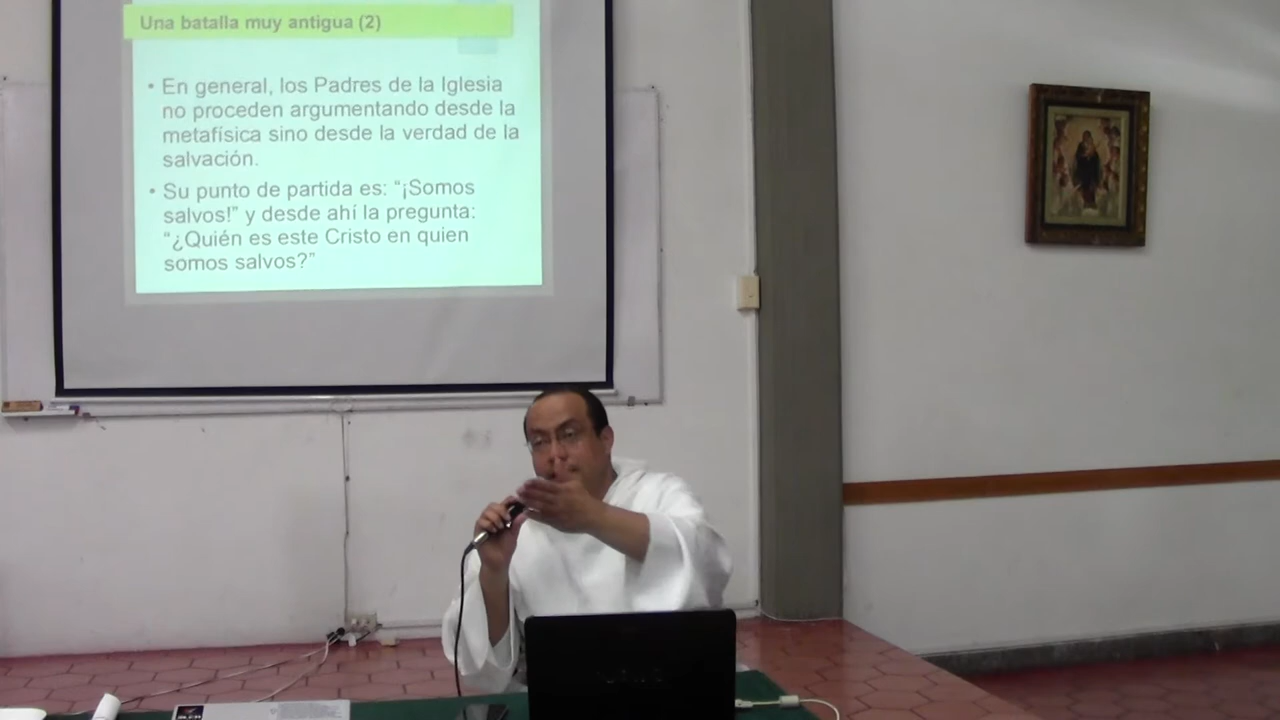 Una batalla muy antigua (2)
• En general, los Padres de la Iglesia
no proceden argumentando desde la
metafísica sino desde la verdad de la
salvación.
• Su punto de partida es: “¡Somos
salvos!” y desde ahí la pregunta:
“¿Quién es este Cristo en quien
somos salvos?”